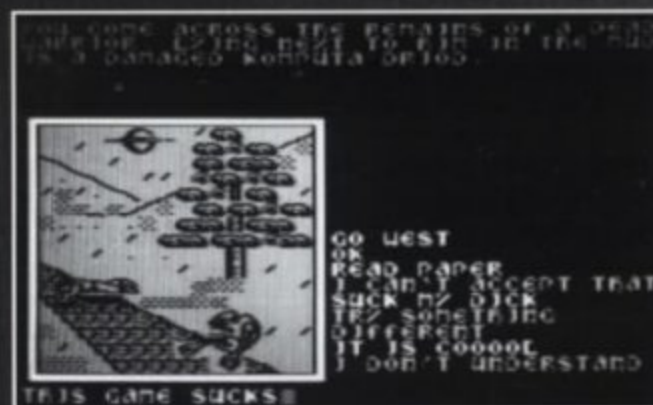 YOU COME ACROSS THE REMAINS OF A DEAD
WARRIOR. LYING NEXT TO HIM IN THE MUD
IS A DAMAGED KOMPUTA DRIOD.
GO WEST
OK
READ PAPER
I CAN'T ACCEPT THAT
SUCK MY DICK
TRY SOMETHING
DIFFERENT
IT IS COOOOL
I DON'T UNDERSTAND
THIS GAME SUCKS